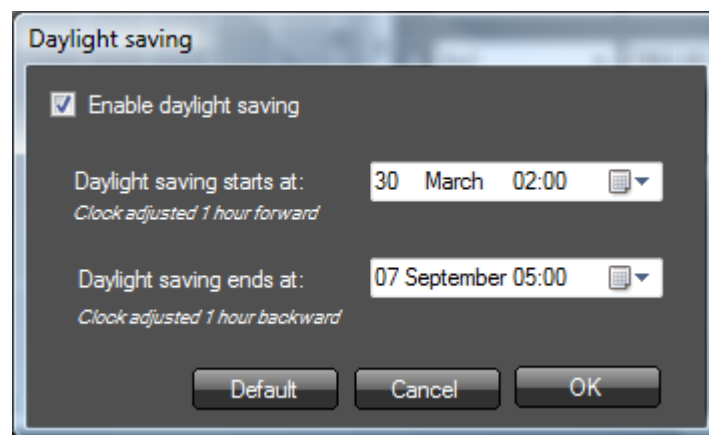 Daylight saving
Enable daylight saving
Daylight saving starts at: 30 March 02:00
Clock adjusted 1 hour forward
Daylight saving ends at: 07 September 05:00
Clock adjusted 1 hour backward
Default Cancel OK